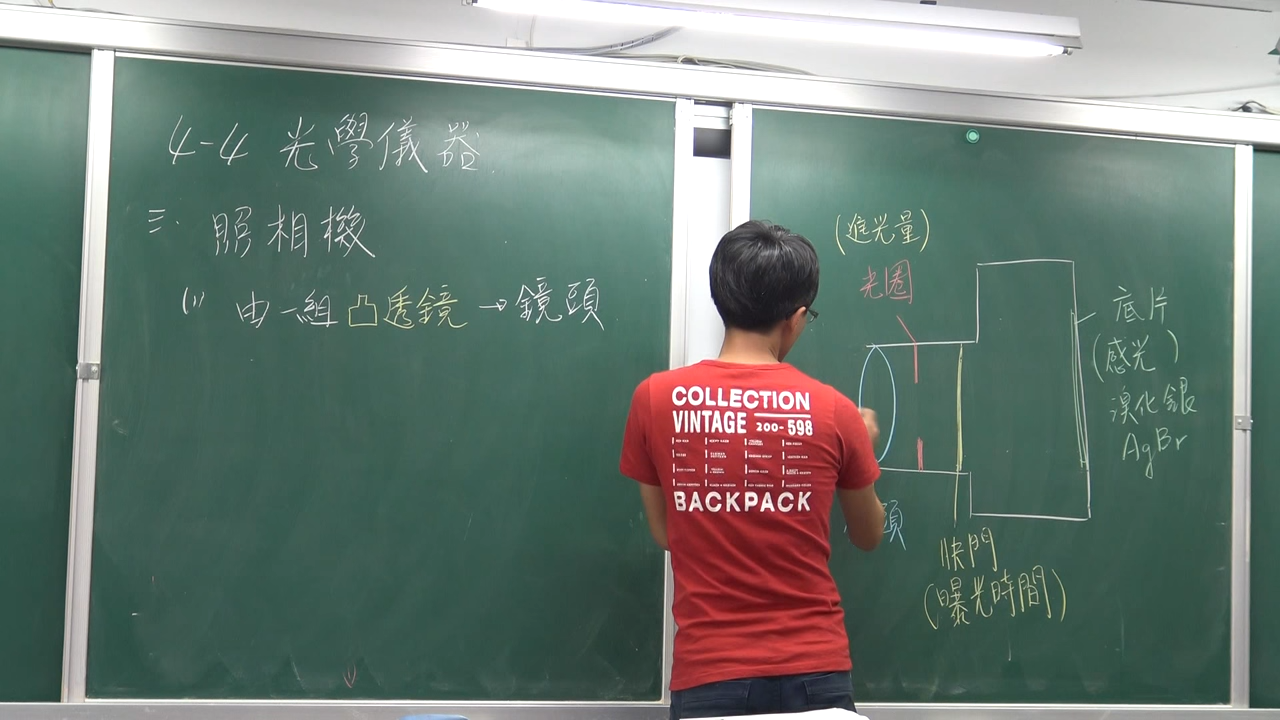 4-4 光學儀器
三. 照相機
(1) 由一組凸透鏡→鏡頭
(進光量)
光圈
底片
(感光)
溴化銀
AgBr
頭
快門
(曝光時間)
COLLECTION
VINTAGE 200-598
BACKPACK